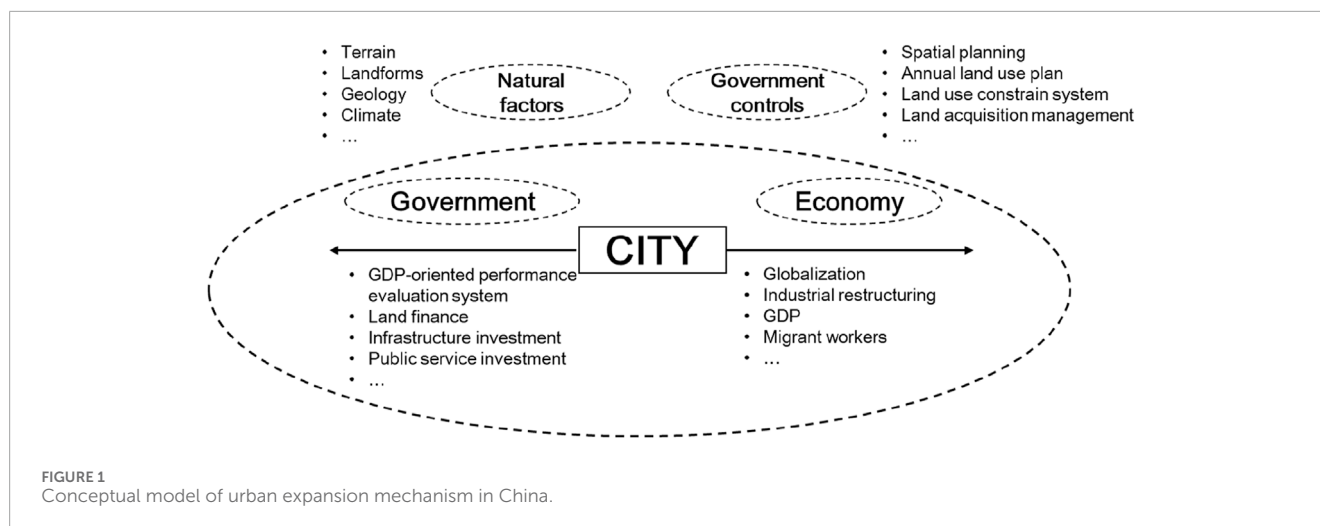 • Terrain
• Landforms
• Geology
• Climate
• ...
Natural
factors
Government
controls
• Spatial planning
• Annual land use plan
• Land use constrain system
• Land acquisition management
• ...
Government
Economy
CITY
• GDP-oriented performance
evaluation system
• Land finance
• Infrastructure investment
• Public service investment
• ...
• Globalization
• Industrial restructuring
• GDP
• Migrant workers
• ...
FIGURE 1
Conceptual model of urban expansion mechanism in China.